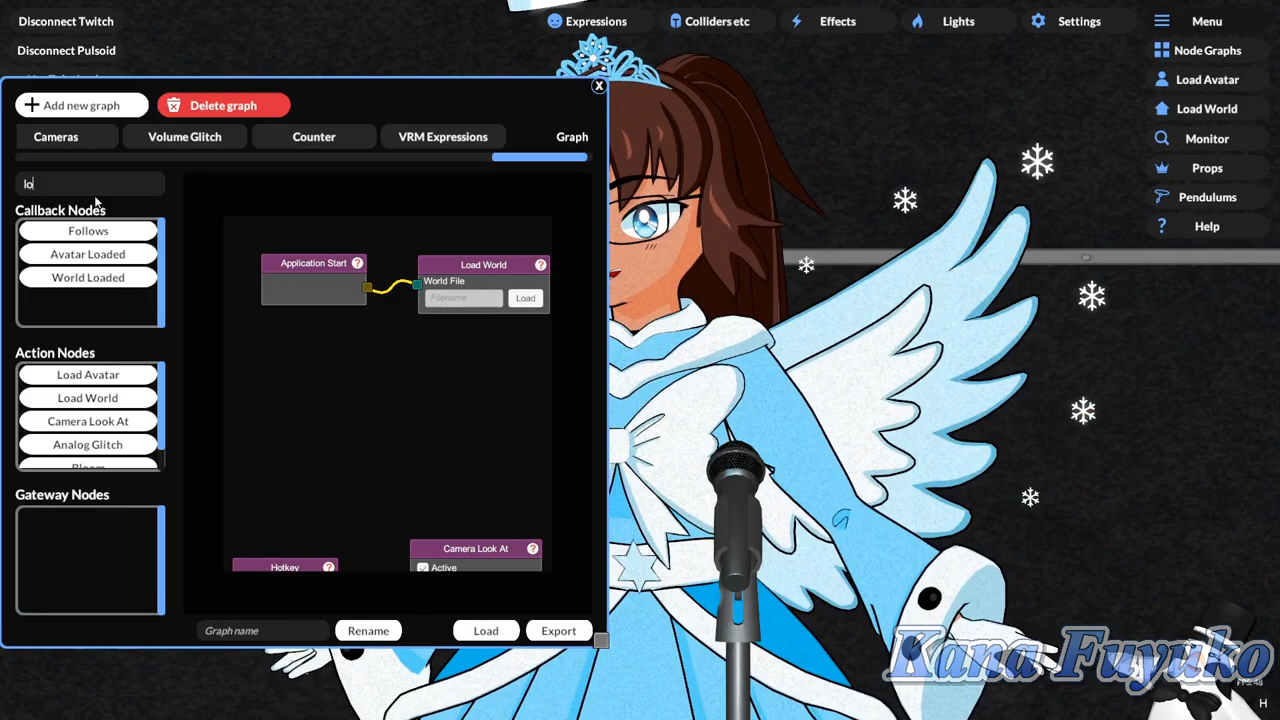 Disconnect Twitch
Disconnect Pulsoid
Expressions
Colliders etc
Effects
Lights
Settings
Menu
Node Graphs
Load Avatar
Load World
Monitor
Props
Pendulums
Help
X
Add new graph
Delete graph
Cameras
Volume Glitch
Counter
VRM Expressions
Graph
lo
Callback Nodes
Follows
Avatar Loaded
World Loaded
Action Nodes
Load Avatar
Load World
Camera Look At
Analog Glitch
Bloom
Gateway Nodes
Application Start ?
Load World ?
World File
Filename
Load
Hotkey ?
Camera Look At ?
Active
Graph name
Rename
Load
Export
Kana Fuyuko
FPS: 48
H